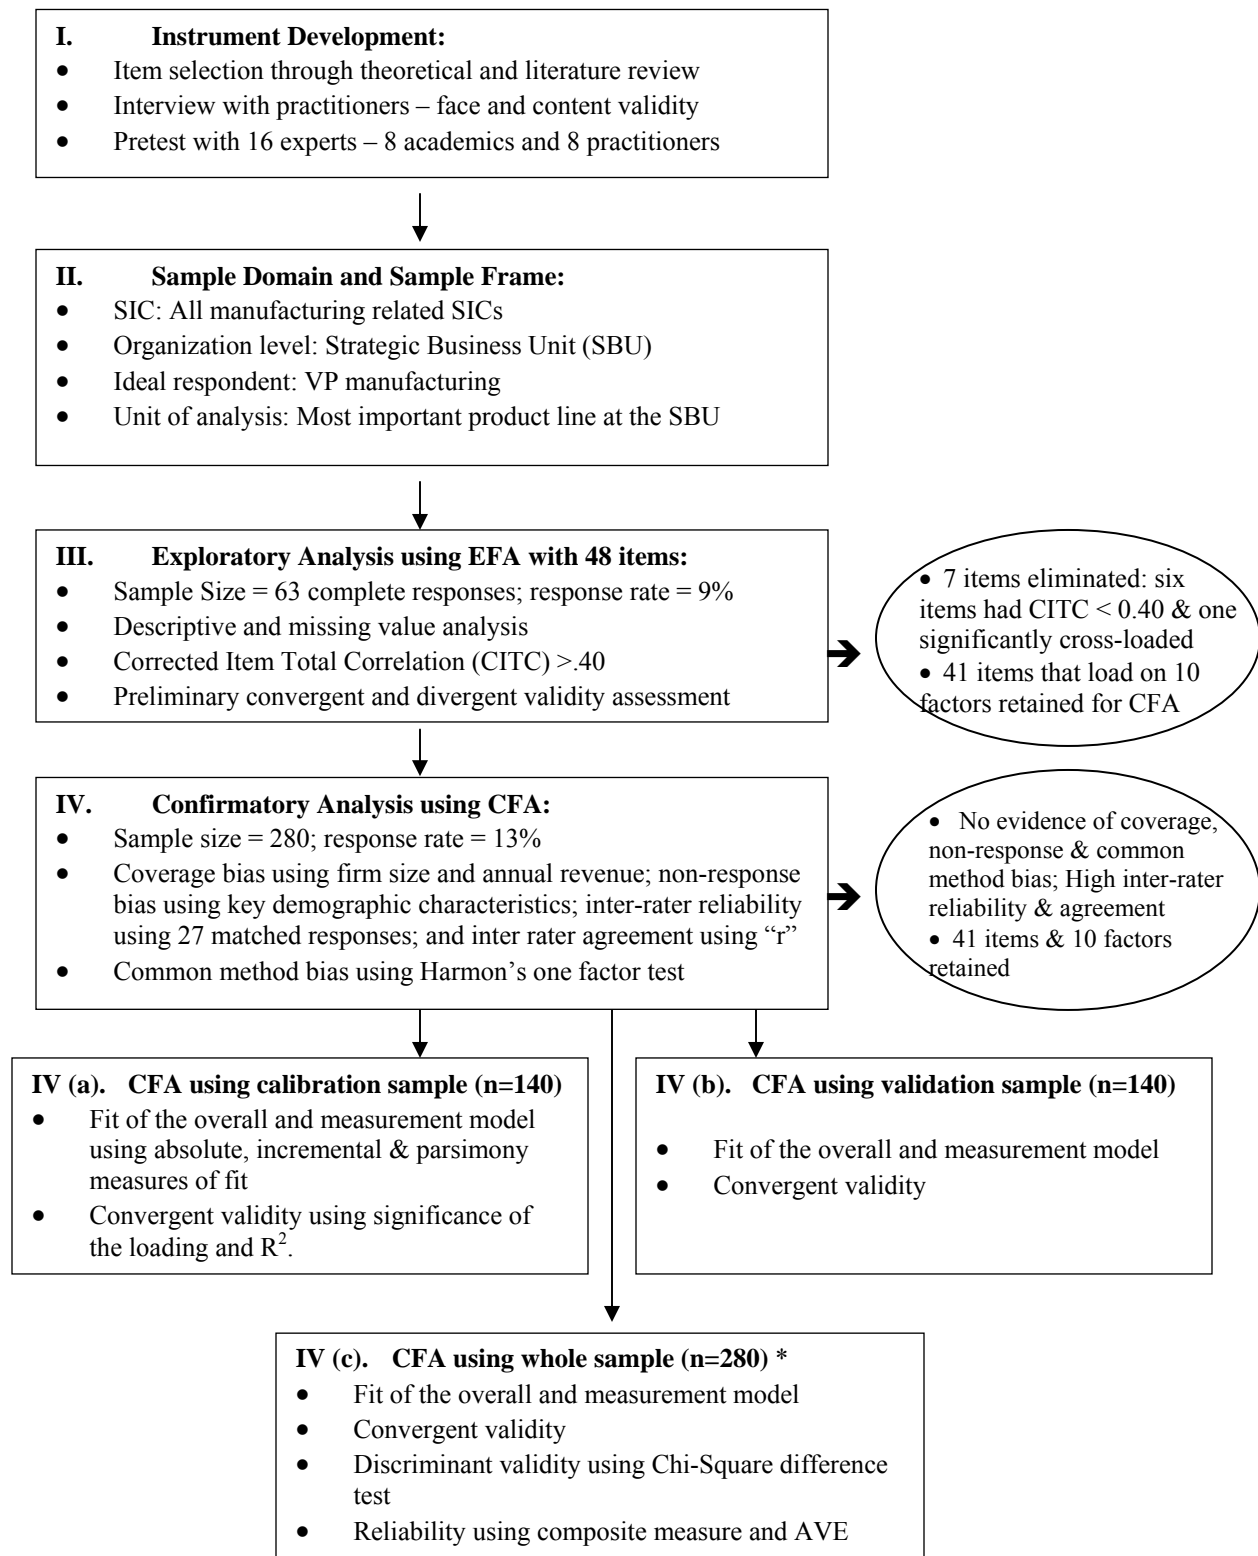 I. Instrument Development:
• Item selection through theoretical and literature review
• Interview with practitioners – face and content validity
• Pretest with 16 experts – 8 academics and 8 practitioners
II. Sample Domain and Sample Frame:
• SIC: All manufacturing related SICs
• Organization level: Strategic Business Unit (SBU)
• Ideal respondent: VP manufacturing
• Unit of analysis: Most important product line at the SBU
III. Exploratory Analysis using EFA with 48 items:
• Sample Size = 63 complete responses; response rate = 9%
• Descriptive and missing value analysis
• Corrected Item Total Correlation (CITC) >.40
• Preliminary convergent and divergent validity assessment
• 7 items eliminated: six
items had CITC < 0.40 & one
significantly cross-loaded
• 41 items that load on 10
factors retained for CFA
IV. Confirmatory Analysis using CFA:
• Sample size = 280; response rate = 13%
• Coverage bias using firm size and annual revenue; non-response
bias using key demographic characteristics; inter-rater reliability
using 27 matched responses; and inter rater agreement using “r”
• Common method bias using Harmon’s one factor test
• No evidence of coverage,
non-response & common
method bias; High inter-rater
reliability & agreement
• 41 items & 10 factors
retained
IV (a). CFA using calibration sample (n=140)
• Fit of the overall and measurement model
using absolute, incremental & parsimony
measures of fit
• Convergent validity using significance of
the loading and R².
IV (b). CFA using validation sample (n=140)
• Fit of the overall and measurement model
• Convergent validity
IV (c). CFA using whole sample (n=280) *
• Fit of the overall and measurement model
• Convergent validity
• Discriminant validity using Chi-Square difference
test
• Reliability using composite measure and AVE